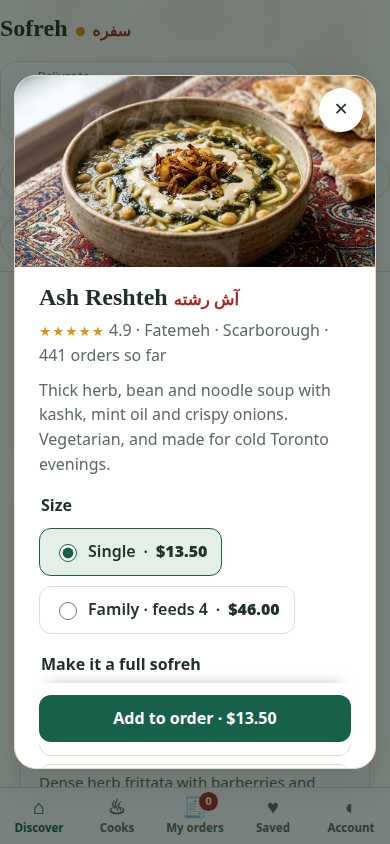 Sofreh سفره
Ash Reshteh آش رشته
★★★★★ 4.9 · Fatemeh · Scarborough ·
441 orders so far
Thick herb, bean and noodle soup with
kashk, mint oil and crispy onions.
Vegetarian, and made for cold Toronto
evenings.
Size
Single · $13.50
Family · feeds 4 · $46.00
Make it a full sofreh
Add to order · $13.50
Dense herb frittata with barberries and
0
Discover Cooks My orders Saved Account